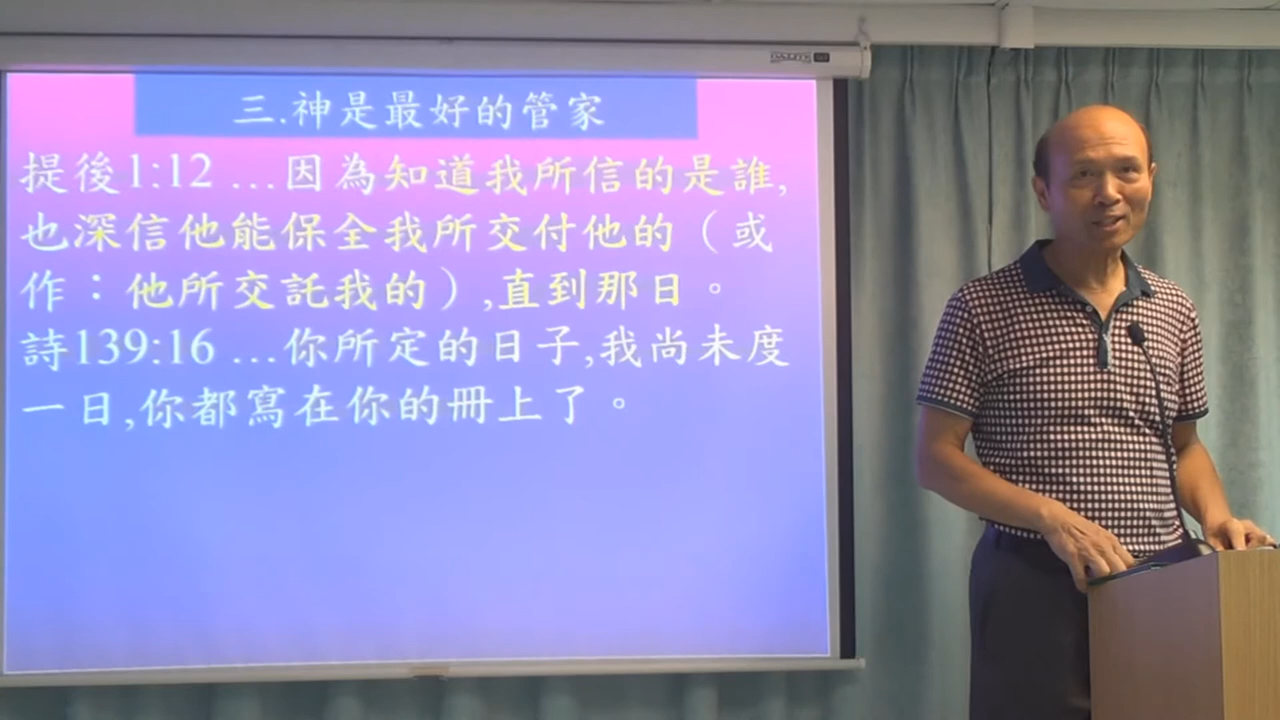 三.神是最好的管家
提後1:12 …因為知道我所信的是誰,
也深信他能保全我所交付他的（或
作：他所交託我的）,直到那日。
詩139:16 …你所定的日子,我尚未度
一日,你都寫在你的冊上了。